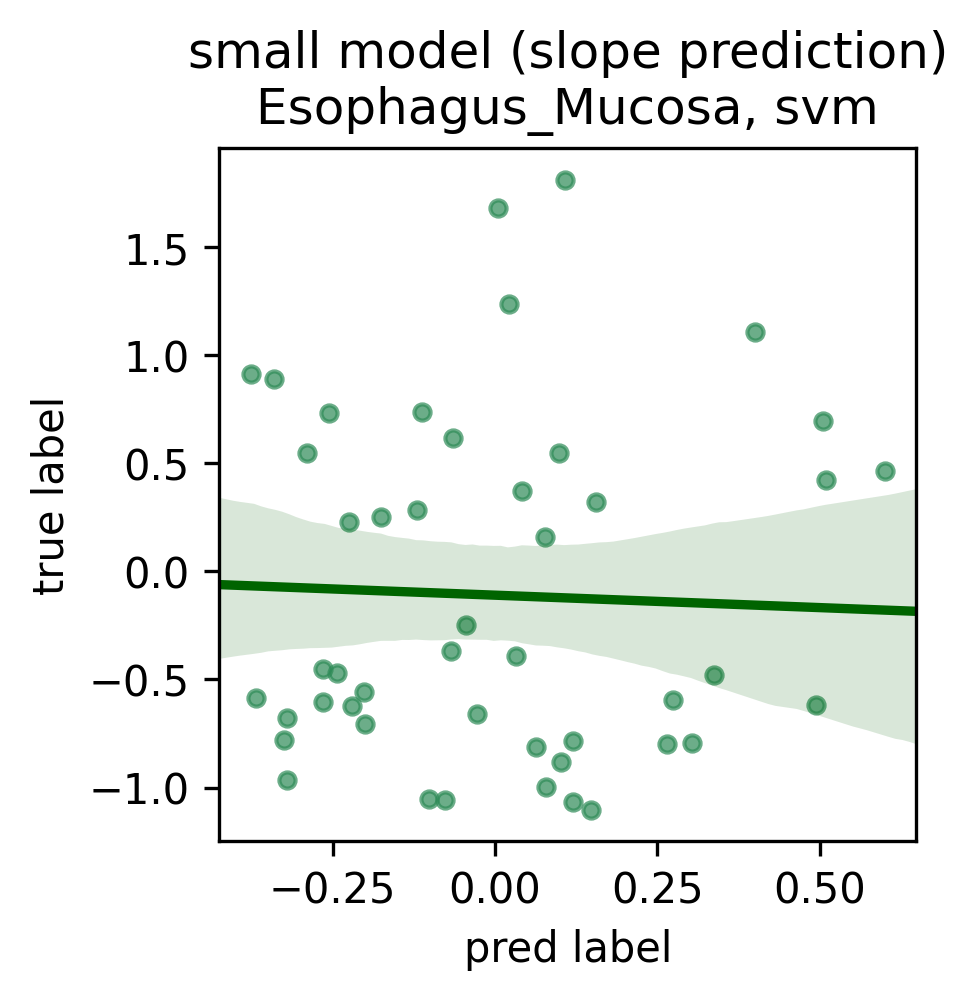 small model (slope prediction)
Esophagus_Mucosa, svm
true label
1.5
1.0
0.5
0.0
−0.5
−1.0
−0.25
0.00
0.25
0.50
pred label